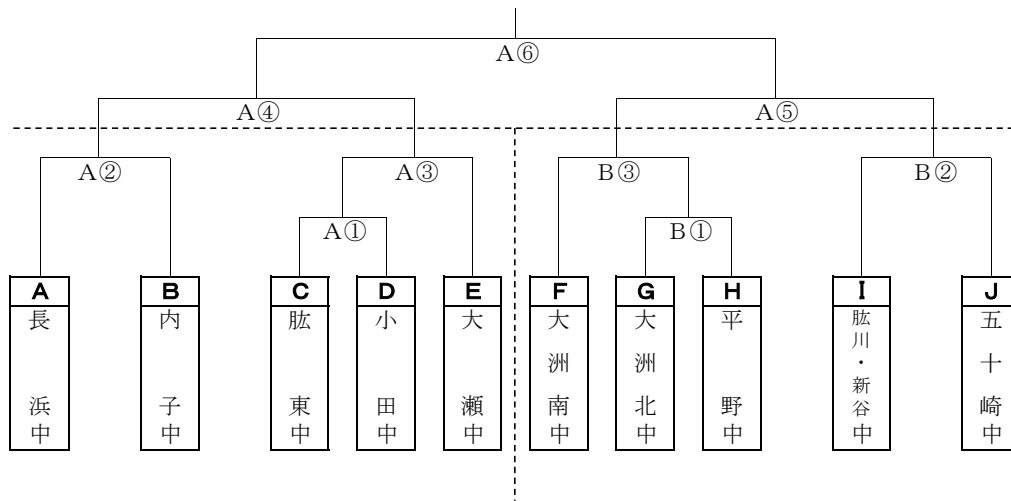 A⑥
A④
A⑤
A②
A③
B③
B②
A①
B①
A
B
C
D
E
F
G
H
I
J
長浜中
内子中
肱東中
小田中
大瀬中
大洲南中
大洲北中
平野中
肱川・新谷中
五十崎中